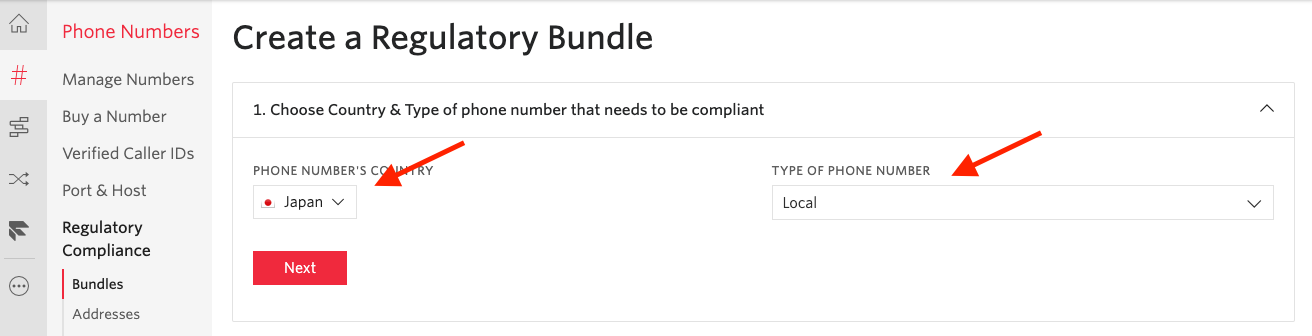 Phone Numbers
Manage Numbers
Buy a Number
Verified Caller IDs
Port & Host
Regulatory
Compliance
Bundles
Addresses
Create a Regulatory Bundle
1. Choose Country & Type of phone number that needs to be compliant
PHONE NUMBER'S COUNTRY
Japan
TYPE OF PHONE NUMBER
Local
Next